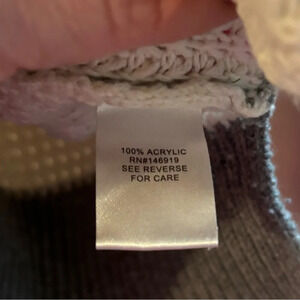 100% ACRYLIC
RN#146919
SEE REVERSE
FOR CARE